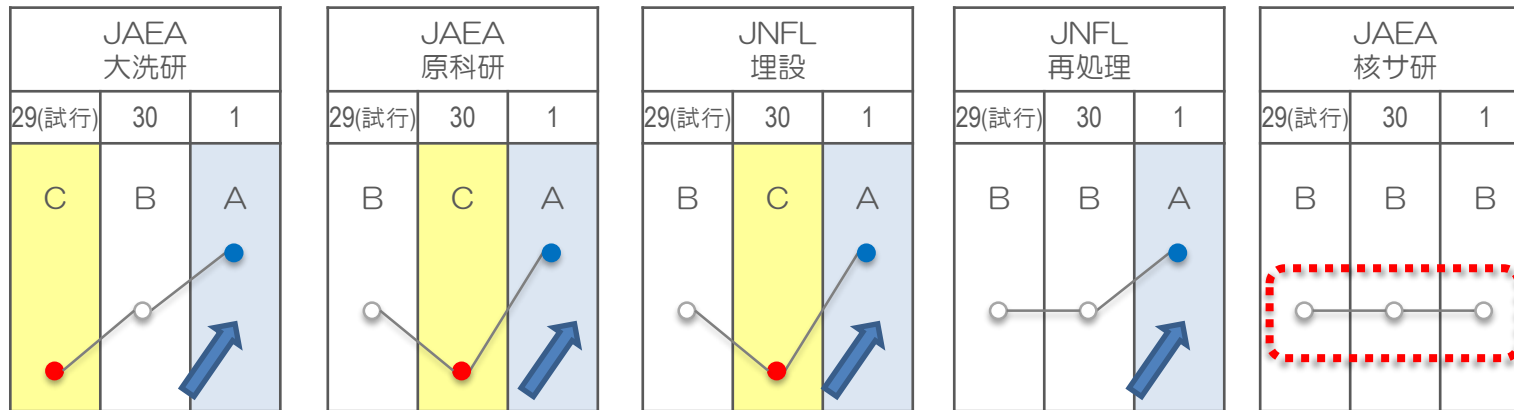 JAEA
大洗研
29(試行) 30 1
C B A
JAEA
原科研
29(試行) 30 1
B C A
JNFL
埋設
29(試行) 30 1
B C A
JNFL
再処理
29(試行) 30 1
B B A
JAEA
核サ研
29(試行) 30 1
B B B